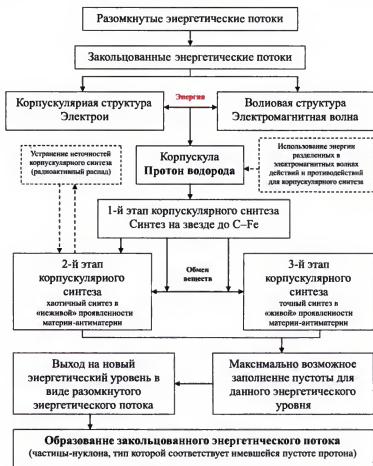 Разомкнутые энергетические потоки
Закольцованные энергетические потоки
Корпускулярная структура
Электрон
Энергия
Волновая структура
Электромагнитная волна
Устранение неточностей
корпускулярного синтеза
(радиоактивный распад)
Корпускула
Протон водорода
Использование энергии
разделенных в
электромагнитных волнах
действий и противодействий
для корпускулярного синтеза
1-й этап корпускулярного синтеза
Синтез на звезде до C–Fe
2-й этап
корпускулярного
синтеза
хаотичный синтез в
«неживой» проявленности
материи-антиматерии
Обмен
веществ
3-й этап
корпускулярного
синтеза
точный синтез в
«живой» проявленности
материи-антиматерии
Выход на новый
энергетический уровень в
виде разомкнутого
энергетического потока
Максимально возможное
заполнение пустоты для
данного энергетического
уровня
Образование закольцованного энергетического потока
(частицы-нуклона, тип которой соответствует имевшейся пустоте протона)